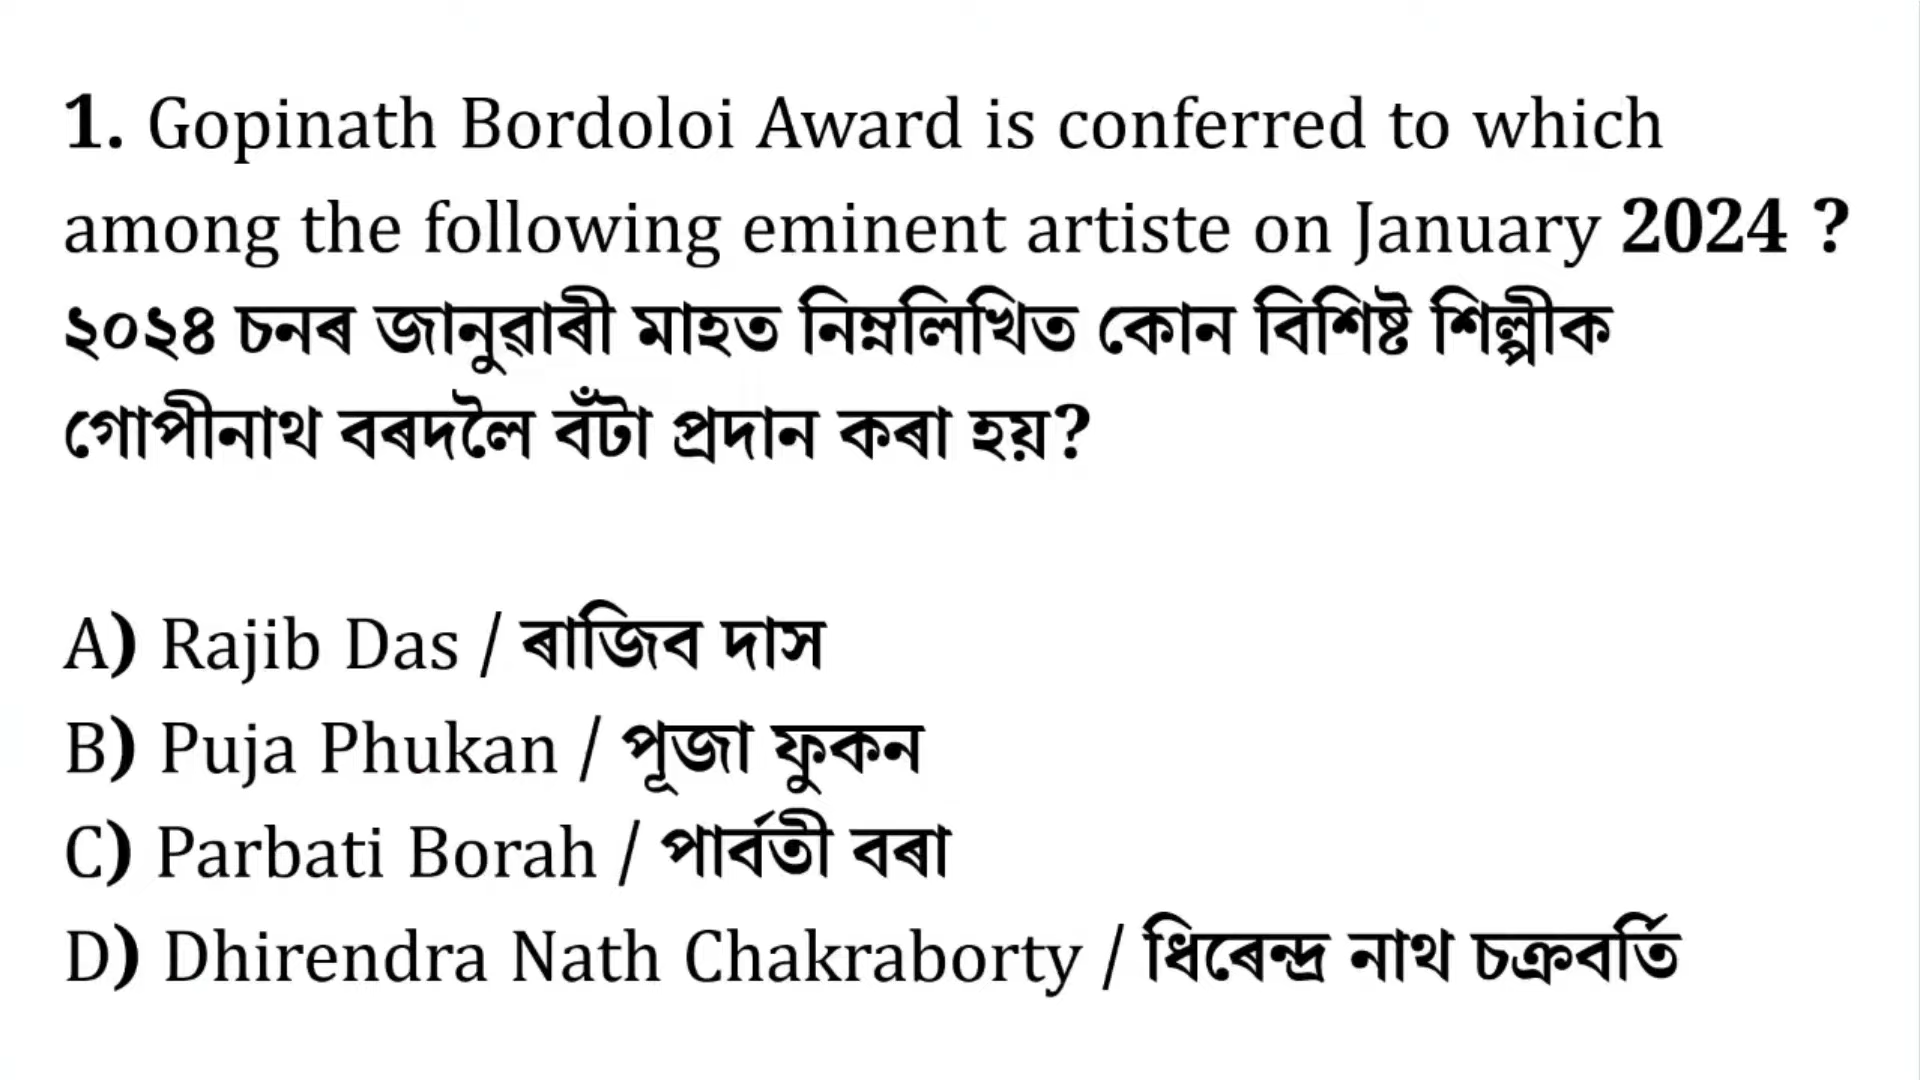 1. Gopinath Bordoloi Award is conferred to which
among the following eminent artiste on January 2024 ?
২০২৪ চনৰ জানুৱাৰী মাহত নিম্নলিখিত কোন বিশিষ্ট শিল্পীক
গোপীনাথ বৰদলৈ বঁটা প্ৰদান কৰা হয়?
A) Rajib Das / ৰাজিব দাস
B) Puja Phukan / পূজা ফুকন
C) Parbati Borah / পাৰ্বতী বৰা
D) Dhirendra Nath Chakraborty / ধিৰেন্দ্ৰ নাথ চক্ৰবৰ্তি